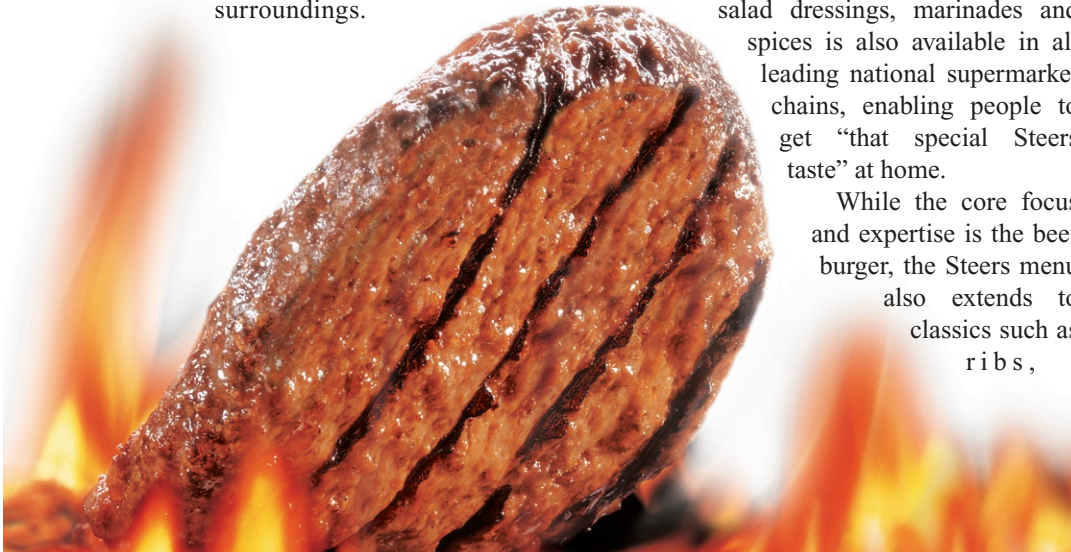 surroundings.
salad dressings, marinades and
spices is also available in al
leading national supermarke
chains, enabling people to
get “that special Steers
taste” at home.
While the core focus
and expertise is the beef
burger, the Steers menu
also extends to
classics such as
ribs,